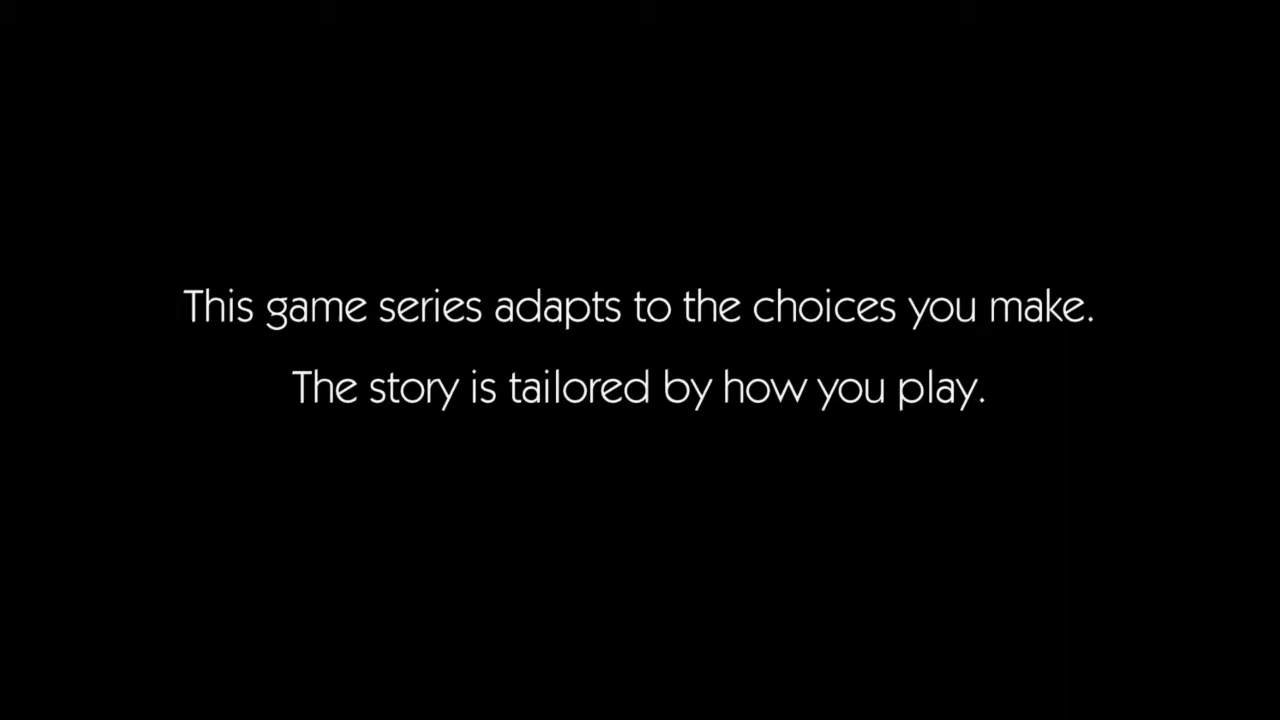 This game series adapts to the choices you make.
The story is tailored by how you play.